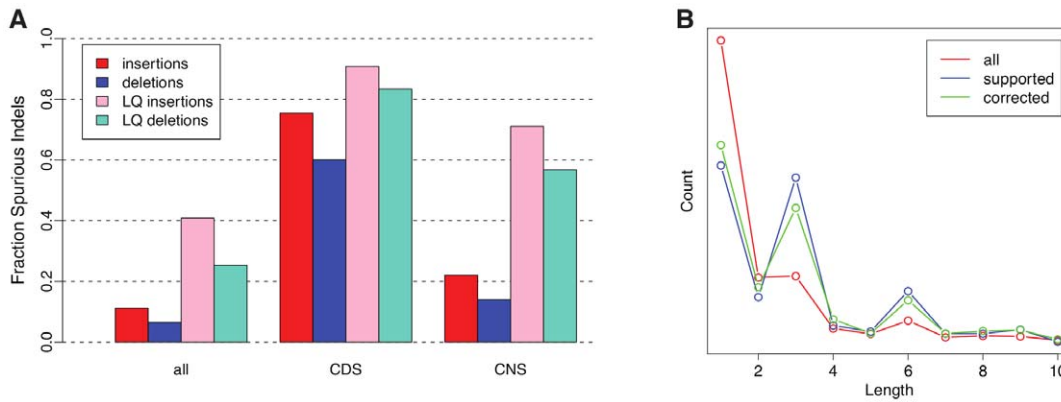 A
Fraction Spurious Indels
1.0
0.8
0.6
0.4
0.2
0.0
insertions
deletions
LQ insertions
LQ deletions
all CDS CNS
B
Count
all
supported
corrected
2 4 6 8 10
Length